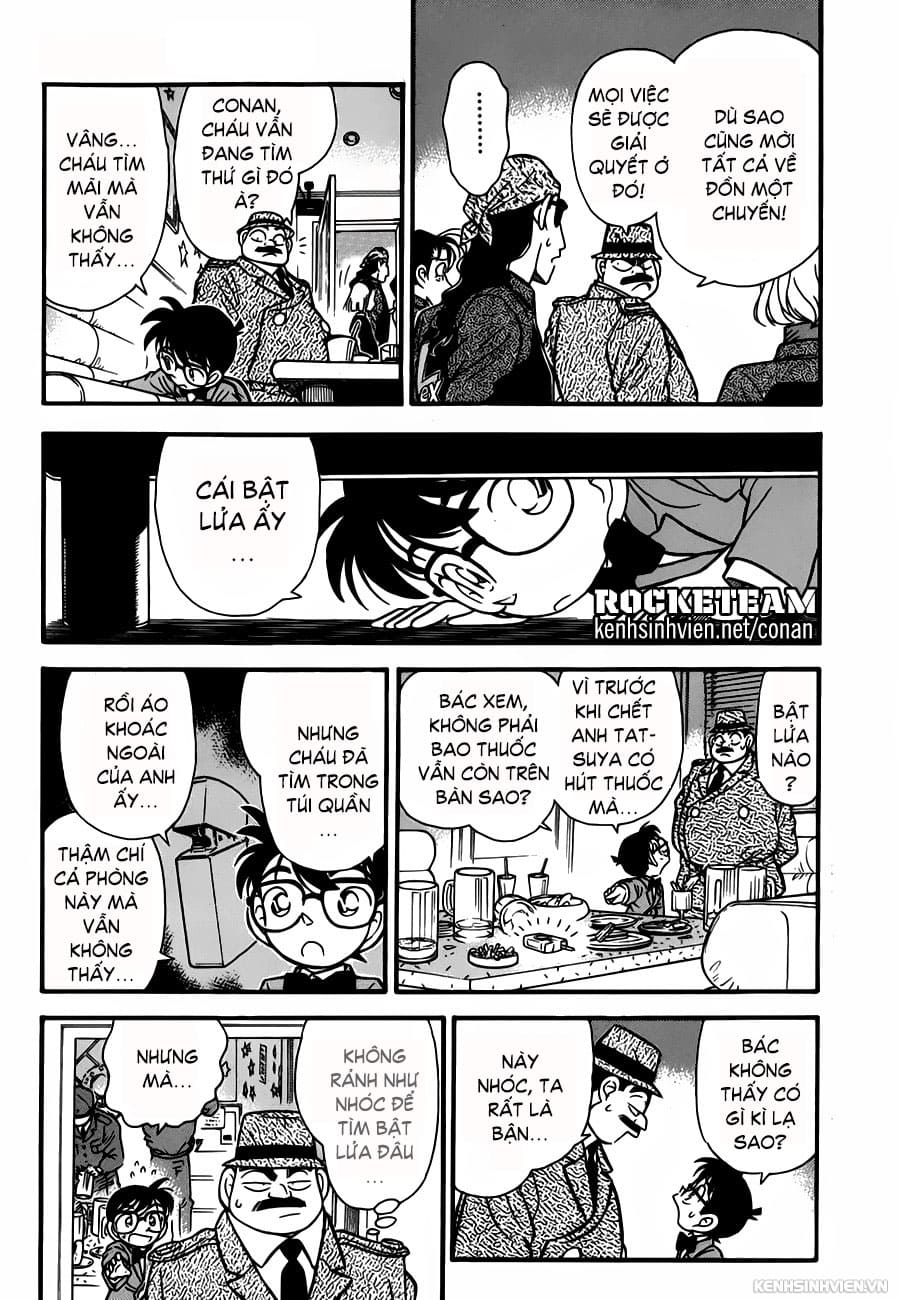 DÙ SAO
CŨNG MỜI
TẤT CẢ VỀ
ĐỒN MỘT
CHUYẾN!
MỌI VIỆC
SẼ ĐƯỢC
GIẢI
QUYẾT Ở
ĐÓ!
........
CONAN,
CHÁU VẪN
ĐANG TÌM
THỨ GÌ ĐÓ
À?
VÂNG...
CHÁU TÌM
MÃI MÀ
VẪN
KHÔNG
THẤY...
CÁI BẬT
LỬA ẤY
...
ROCKETEAM
kenhsinhvien.net/conan
BẬT
LỬA
NÀO
?
VÌ TRƯỚC
KHI CHẾT
ANH TAT-
SUYA CÓ
HÚT THUỐC
MÀ...
BÁC XEM,
KHÔNG PHẢI
BAO THUỐC
VẪN CÒN TRÊN
BÀN SAO?
NHƯNG
CHÁU ĐÃ
TÌM TRONG
TÚI QUẦN
...
RỒI ÁO
KHOÁC
NGOÀI
CỦA ANH
ẤY...
THẬM CHÍ
CẢ PHÒNG
NÀY MÀ
VẪN
KHÔNG
THẤY...
BÁC
KHÔNG
THẤY CÓ
GÌ KÌ LẠ
SAO?
NÀY
NHÓC, TA
RẤT LÀ
BẬN...
KHÔNG
RẢNH NHƯ
NHÓC ĐỂ
TÌM BẬT
LỬA ĐÂU
NHƯNG
MÀ...
KENHSINHVIEN.VN